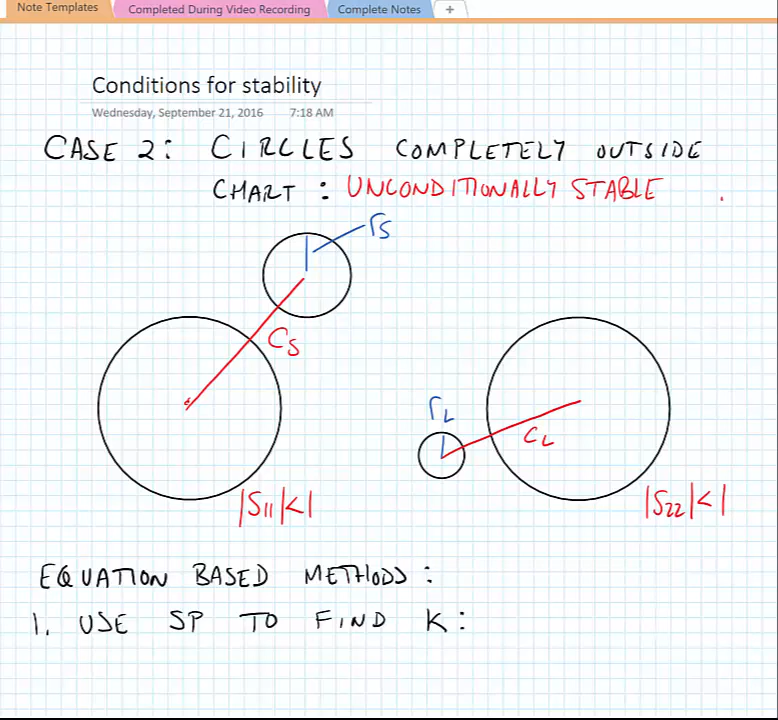 Note Templates
Completed During Video Recording
Complete Notes
+
Conditions for stability
Wednesday, September 21, 2016 7:18 AM
CASE 2: CIRCLES COMPLETELY OUTSIDE
CHART: UNCONDITIONALLY STABLE .
rs
Cs
rL
CL
|S11|<1
|S22|<1
EQUATION BASED METHODS:
1. USE SP TO FIND K: